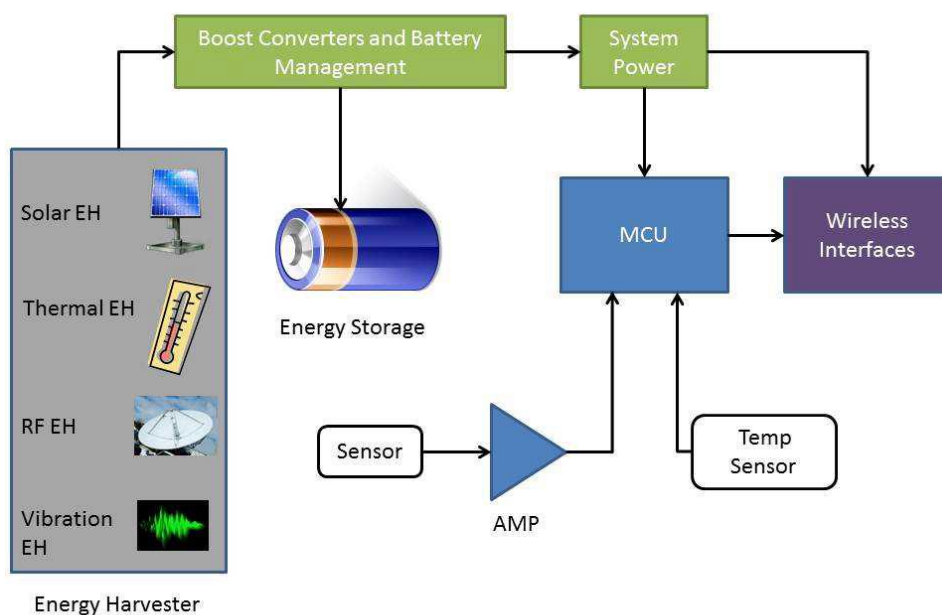 Boost Converters and Battery
Management
System
Power
Solar EH
Thermal EH
RF EH
Vibration
EH
Energy Harvester
Energy Storage
MCU
Wireless
Interfaces
Sensor
AMP
Temp
Sensor